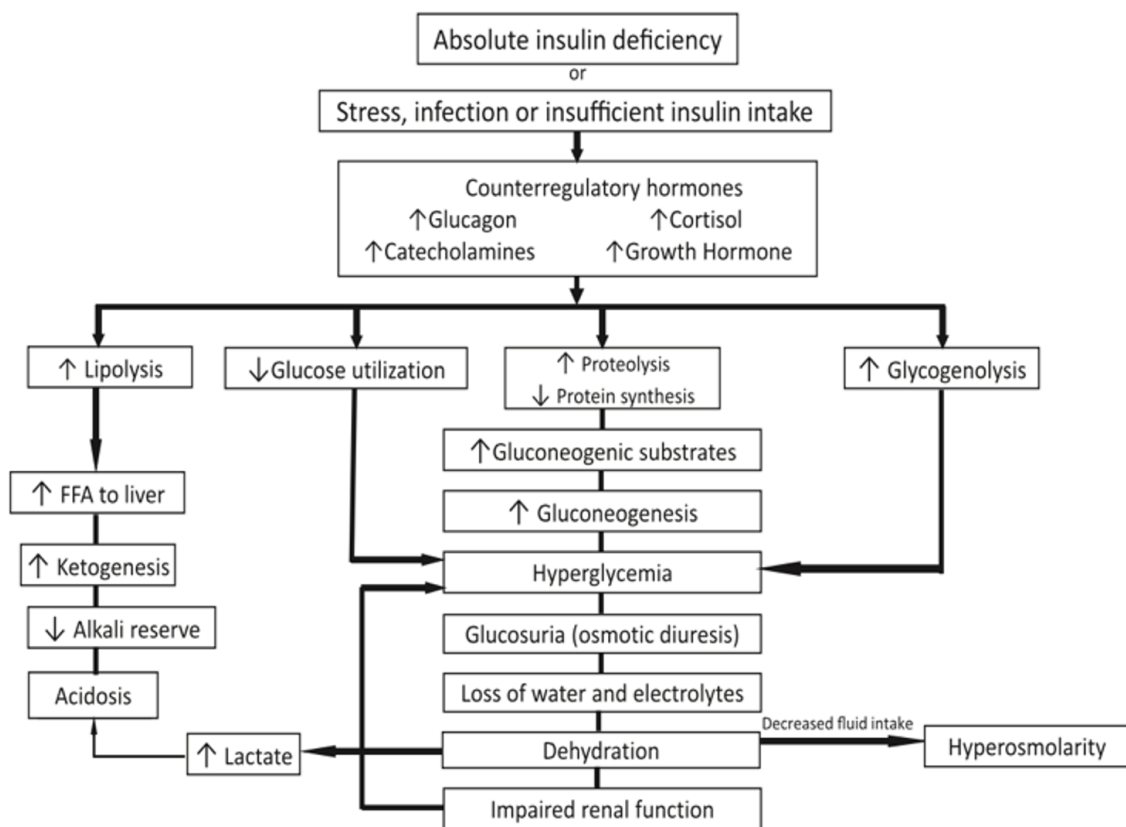 Absolute insulin deficiency
or
Stress, infection or insufficient insulin intake
Counterregulatory hormones
↑Glucagon ↑Cortisol
↑Catecholamines ↑Growth Hormone
↑ Lipolysis
↓Glucose utilization
↑ Proteolysis
↓ Protein synthesis
↑ Glycogenolysis
↑Gluconeogenic substrates
↑ FFA to liver
↑ Gluconeogenesis
↑ Ketogenesis
Hyperglycemia
↓ Alkali reserve
Glucosuria (osmotic diuresis)
Acidosis
Loss of water and electrolytes
Decreased fluid intake
↑ Lactate
Dehydration
Hyperosmolarity
Impaired renal function